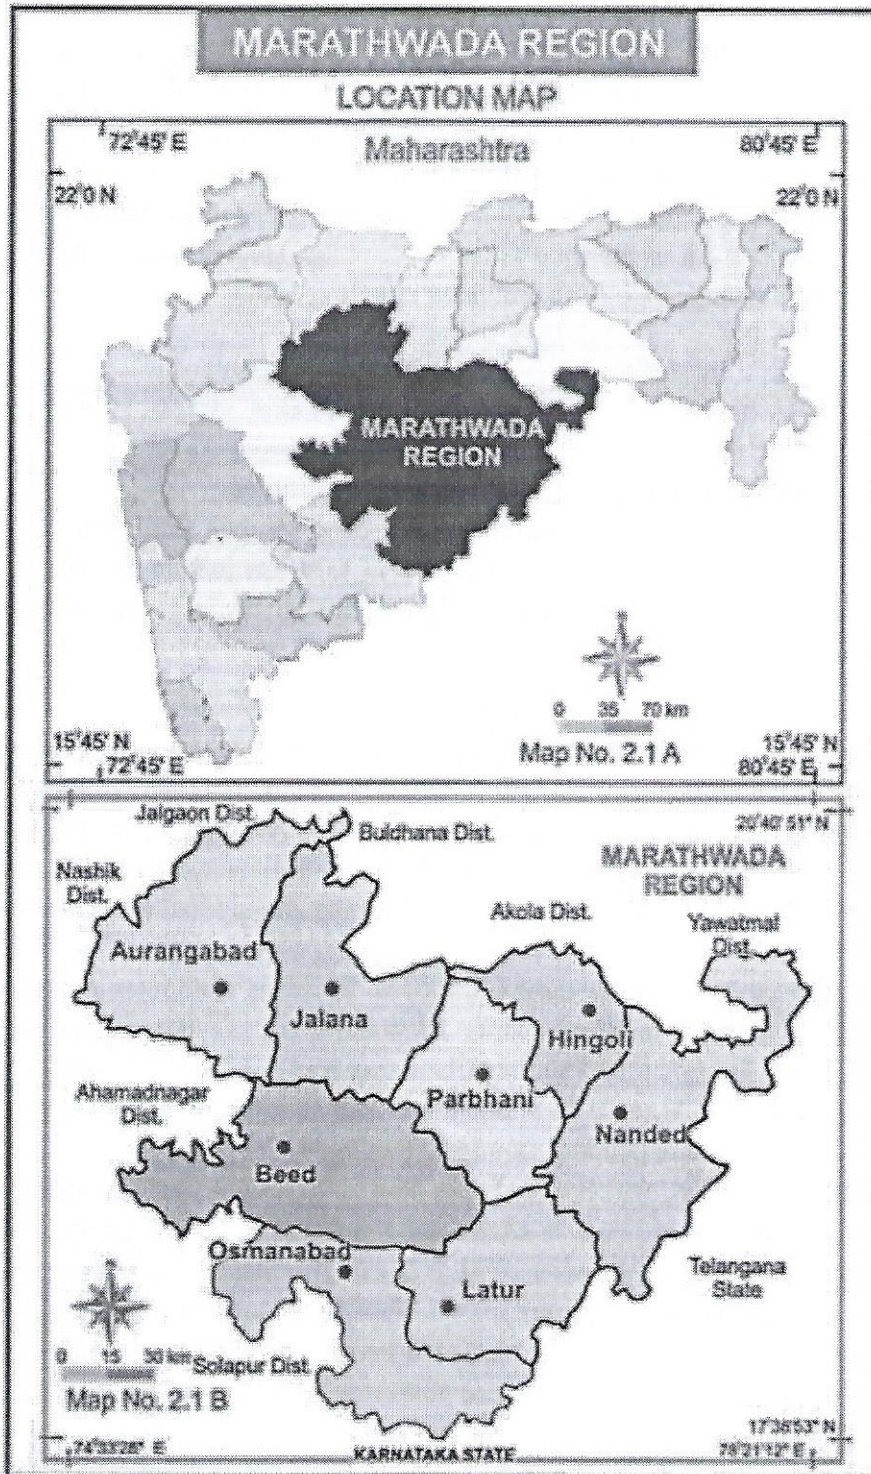 MARATHWADA REGION
LOCATION MAP
72°45' E
80°45' E
Maharashtra
22°0 N
22°0 N
MARATHWADA
REGION
0 35 70 km
Map No. 2.1 A
15°45' N
15°45' N
72°45' E
80°45' E
Jalgaon Dist.
Buldhana Dist.
20°40'51" N
MARATHWADA
REGION
Nashik
Dist.
Akola Dist.
Yawatmal
Dist.
Aurangabad
Jalana
Hingoli
Parbhani
Ahamadnagar
Dist.
Nanded
Beed
Osmanabad
Telangana
State
Latur
0 15 30 km
Solapur Dist.
Map No. 2.1 B
KARNATAKA STATE